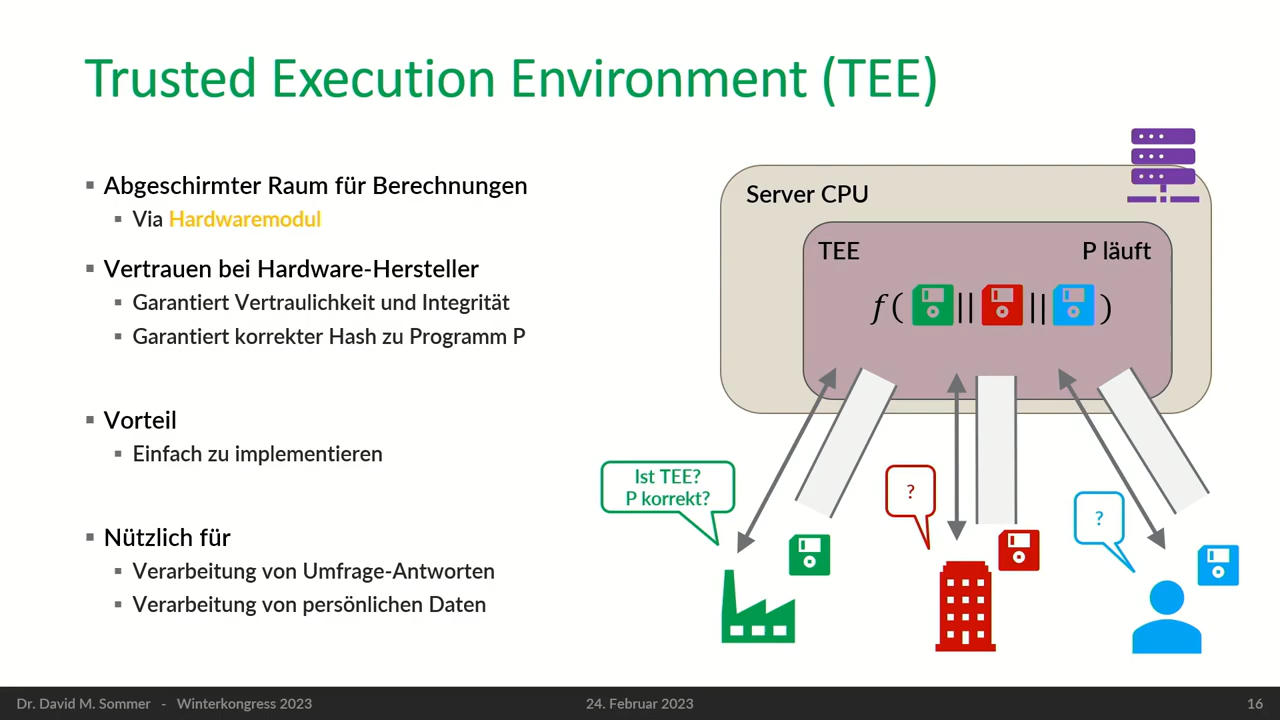 Trusted Execution Environment (TEE)
Abgeschirmter Raum für Berechnungen
Via Hardwaremodul
Vertrauen bei Hardware-Hersteller
Garantiert Vertraulichkeit und Integrität
Garantiert korrekter Hash zu Programm P
Vorteil
Einfach zu implementieren
Nützlich für
Verarbeitung von Umfrage-Antworten
Verarbeitung von persönlichen Daten
Server CPU
TEE P läuft
f( || || )
Ist TEE?
P korrekt?
?
?
Dr. David M. Sommer - Winterkongress 2023 24. Februar 2023 16